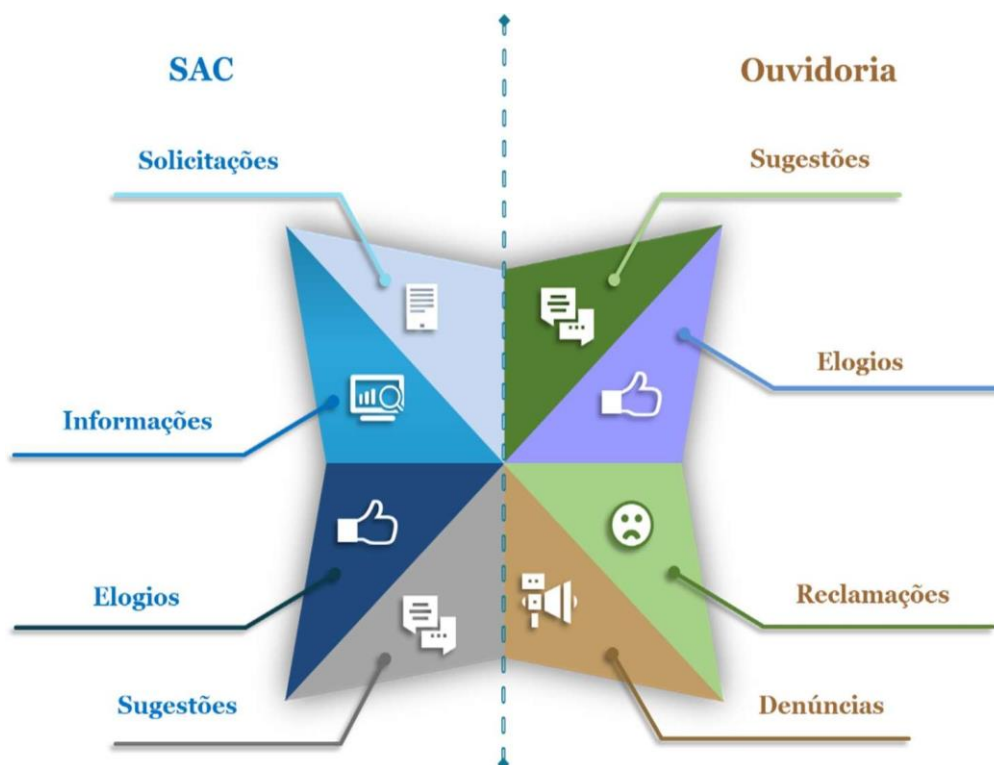 SAC
Ouvidoria
Solicitações
Sugestões
Elogios
Informações
Elogios
Reclamações
Sugestões
Denúncias